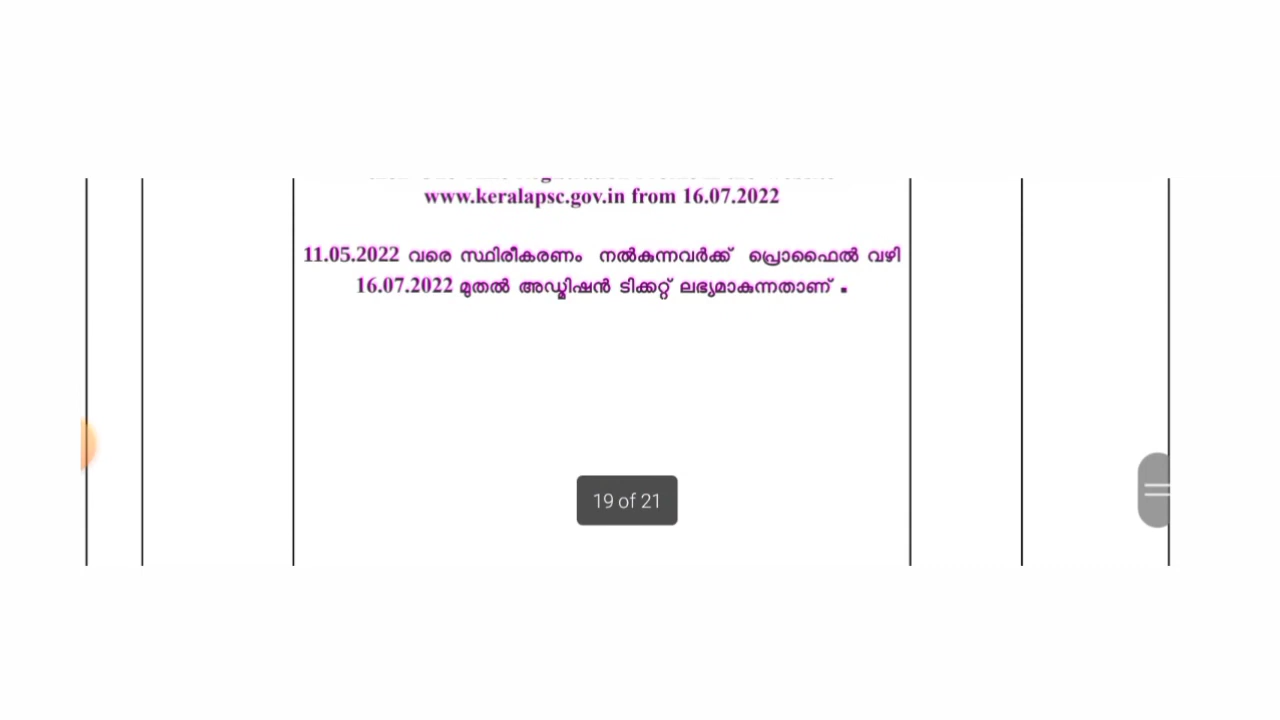 www.keralapsc.gov.in from 16.07.2022
11.05.2022 വരെ സ്ഥിരീകരണം നൽകുന്നവർക്ക് പ്രൊഫൈൽ വഴി
16.07.2022 മുതൽ അഡ്മിഷൻ ടിക്കറ്റ് ലഭ്യമാകുന്നതാണ് .
19 of 21